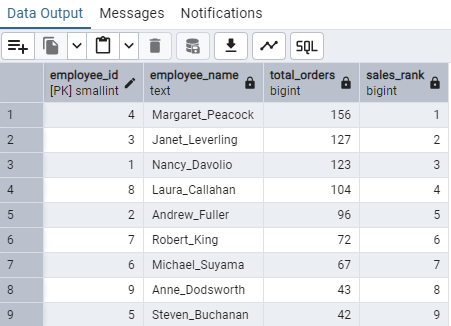 Data Output Messages Notifications
SQL
employee_id employee_name total_orders sales_rank
[PK] smallint text bigint bigint
1 4 Margaret_Peacock 156 1
2 3 Janet_Leverling 127 2
3 1 Nancy_Davolio 123 3
4 8 Laura_Callahan 104 4
5 2 Andrew_Fuller 96 5
6 7 Robert_King 72 6
7 6 Michael_Suyama 67 7
8 9 Anne_Dodsworth 43 8
9 5 Steven_Buchanan 42 9